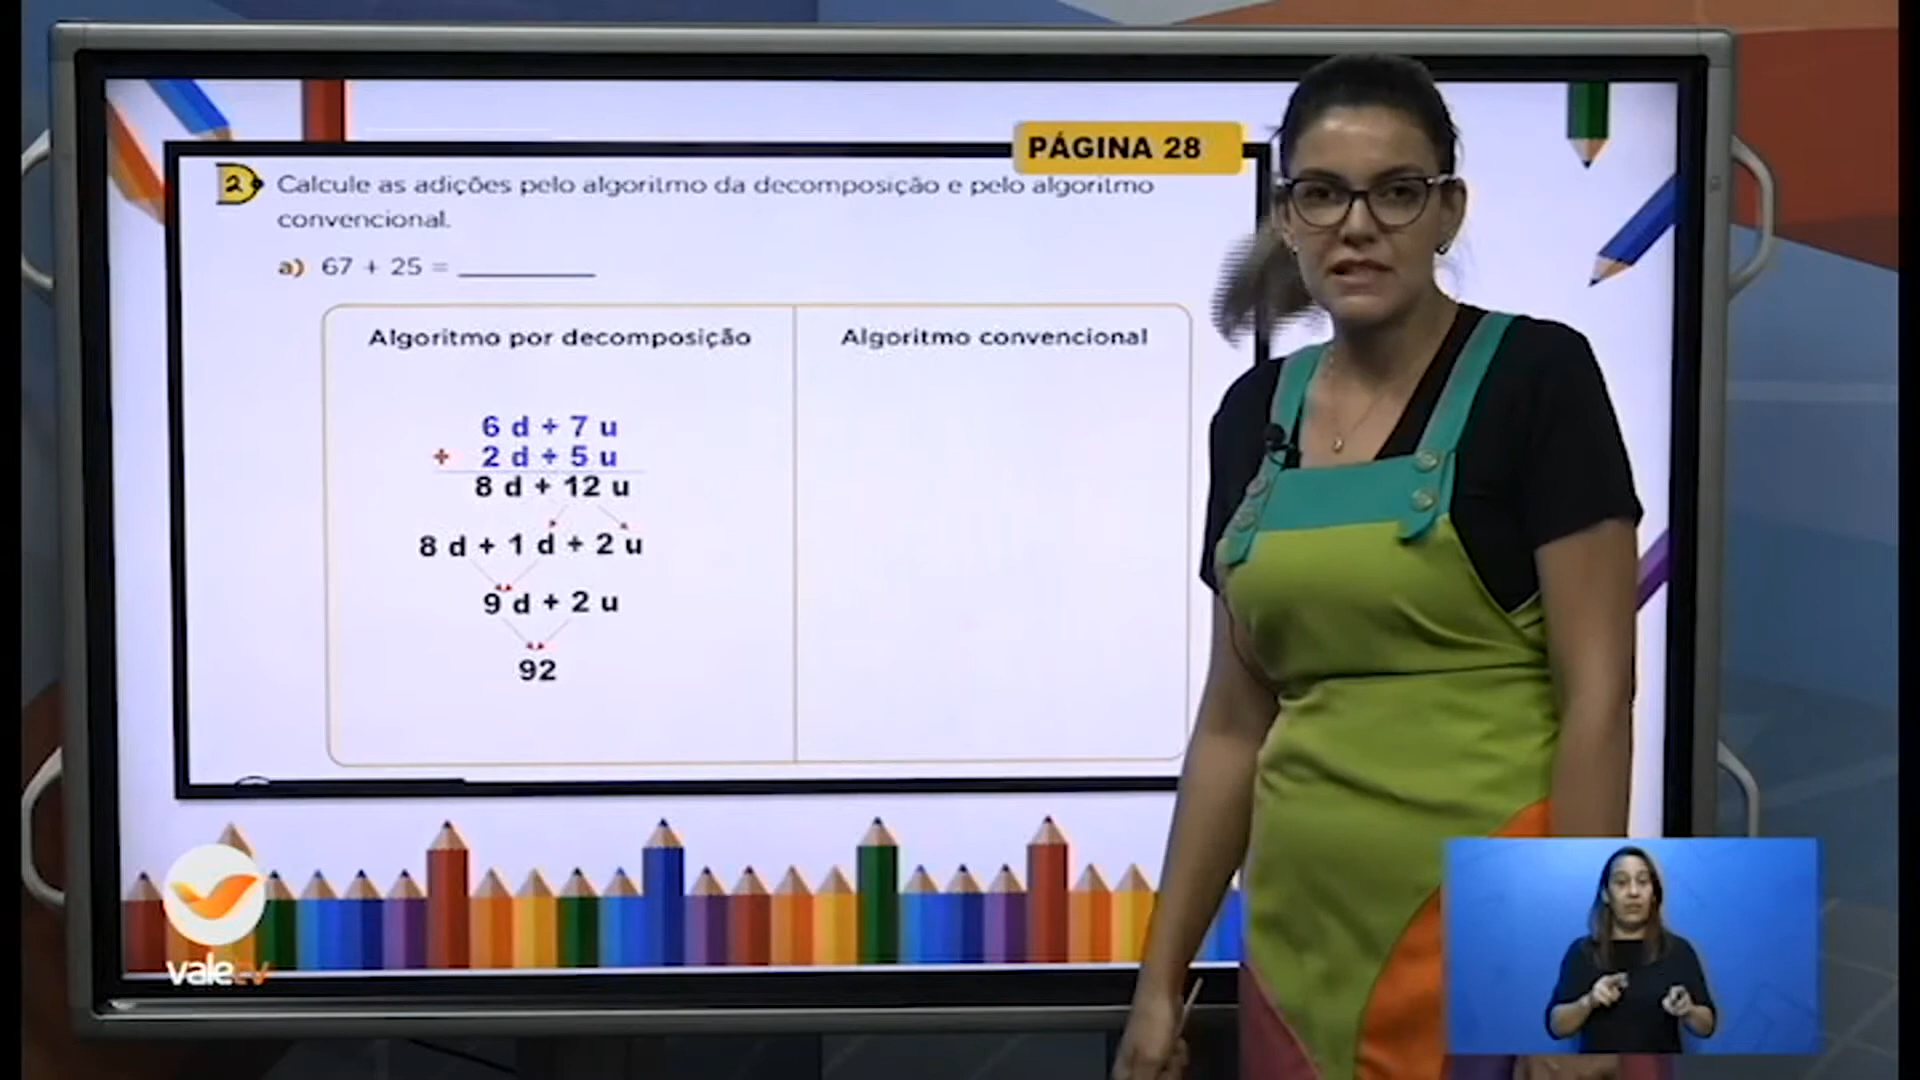 PÁGINA 28
2 Calcule as adições pelo algoritmo da decomposição e pelo algoritmo
convencional.
a) 67 + 25 = __________
Algoritmo por decomposição
Algoritmo convencional
6 d + 7 u
+ 2 d + 5 u
8 d + 12 u
8 d + 1 d + 2 u
9 d + 2 u
92
valetv